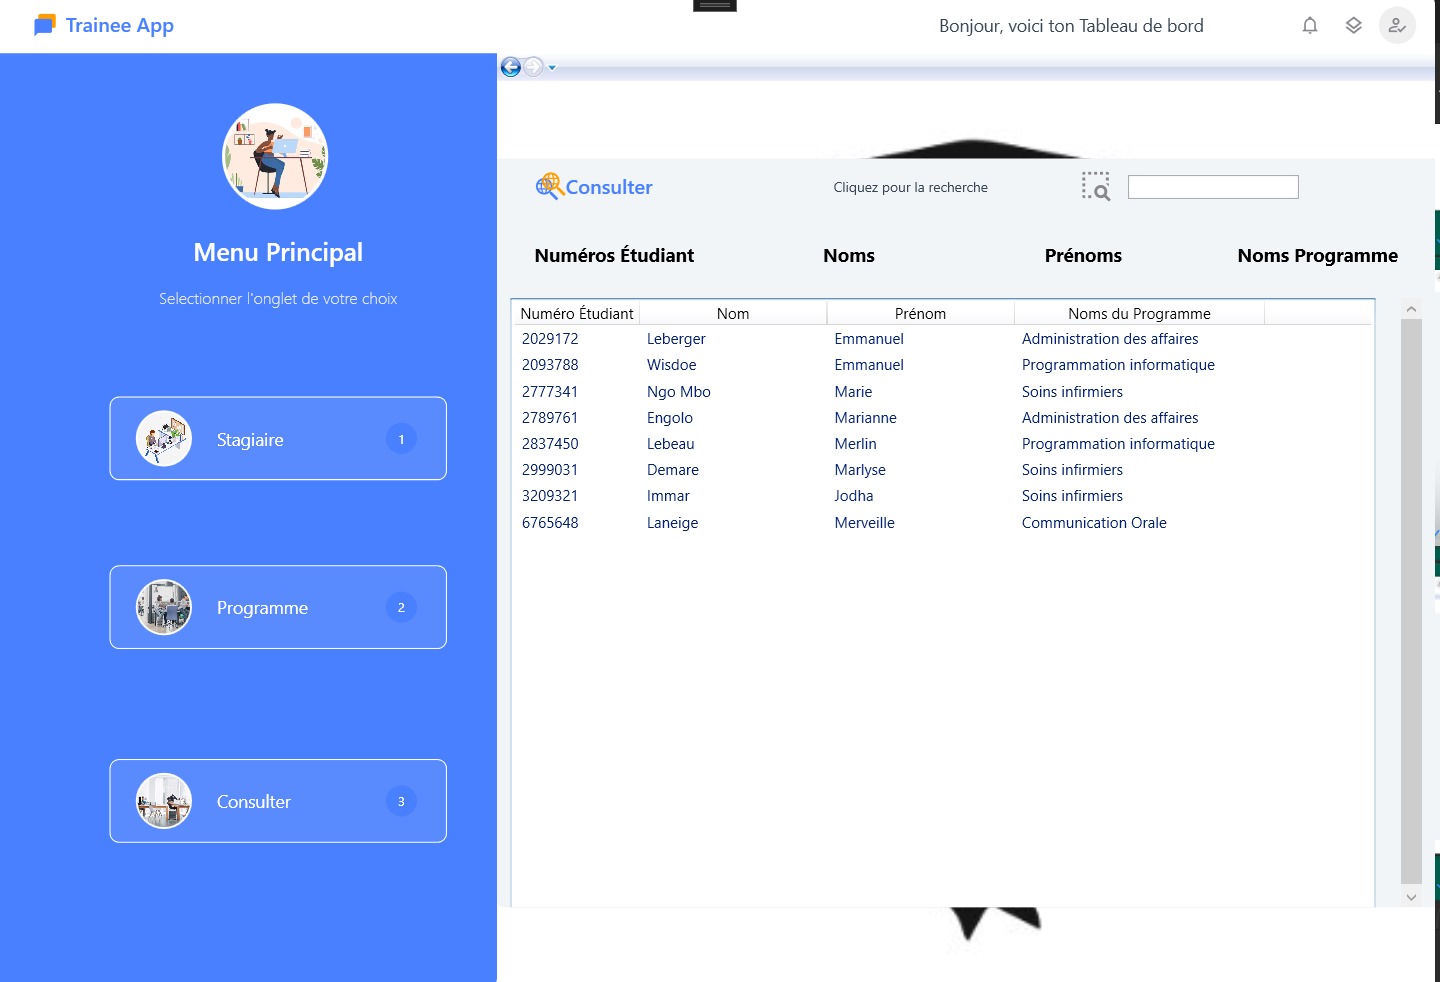 Trainee App
Bonjour, voici ton Tableau de bord
Menu Principal
Selectionner l'onglet de votre choix
Stagiaire 1
Programme 2
Consulter 3
Consulter
Cliquez pour la recherche
Numéros Étudiant Noms Prénoms Noms Programme
Numéro Étudiant Nom Prénom Noms du Programme
2029172 Leberger Emmanuel Administration des affaires
2093788 Wisdoe Emmanuel Programmation informatique
2777341 Ngo Mbo Marie Soins infirmiers
2789761 Engolo Marianne Administration des affaires
2837450 Lebeau Merlin Programmation informatique
2999031 Demare Marlyse Soins infirmiers
3209321 Immar Jodha Soins infirmiers
6765648 Laneige Merveille Communication Orale